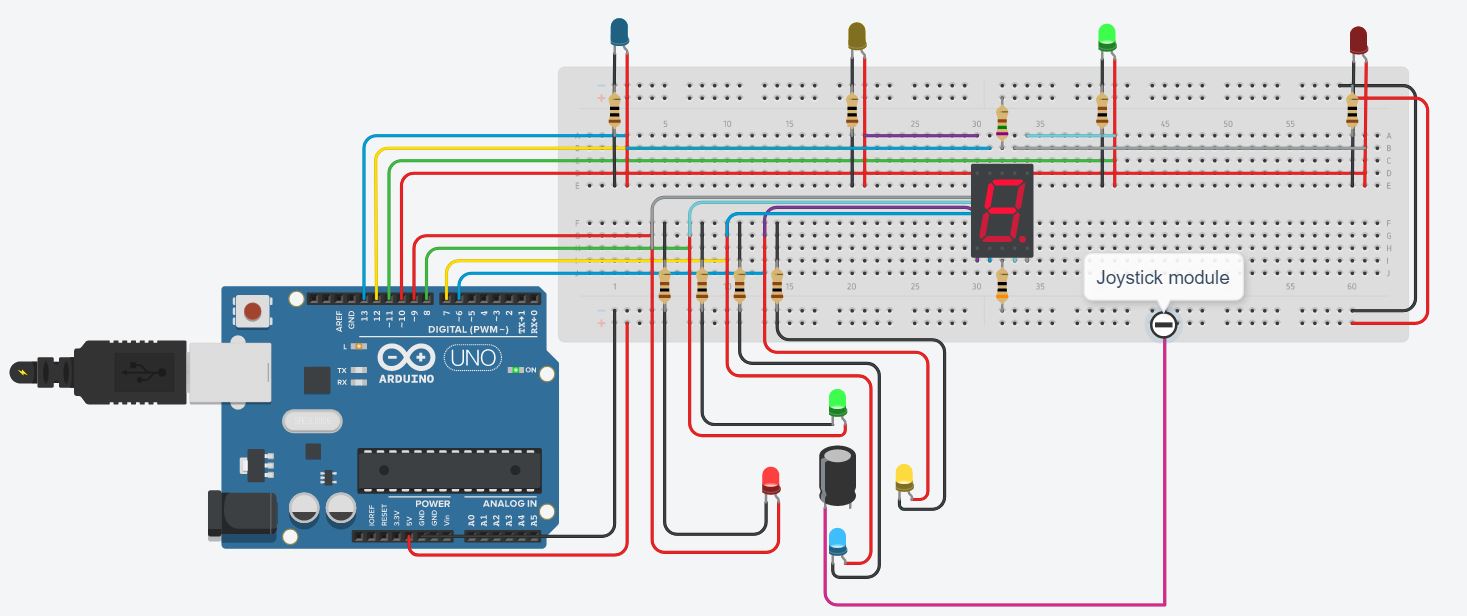 - +
5 10 15 20 25 30 35 40 45 50 55 60
A A
B B
C C
D D
E E
F F
G G
H H
I I
J J
1 5 10 15 20 25 30 35 40 45 50 55 60
- +
Joystick module
AREF
GND
13
12
~11
~10
~9
8
7
~6
~5
4
~3
2
TX→1
RX←0
DIGITAL (PWM~)
L
TX
RX
ARDUINO
UNO
ON
POWER
ANALOG IN
IOREF
RESET
3.3V
5V
GND
GND
Vin
A0
A1
A2
A3
A4
A5